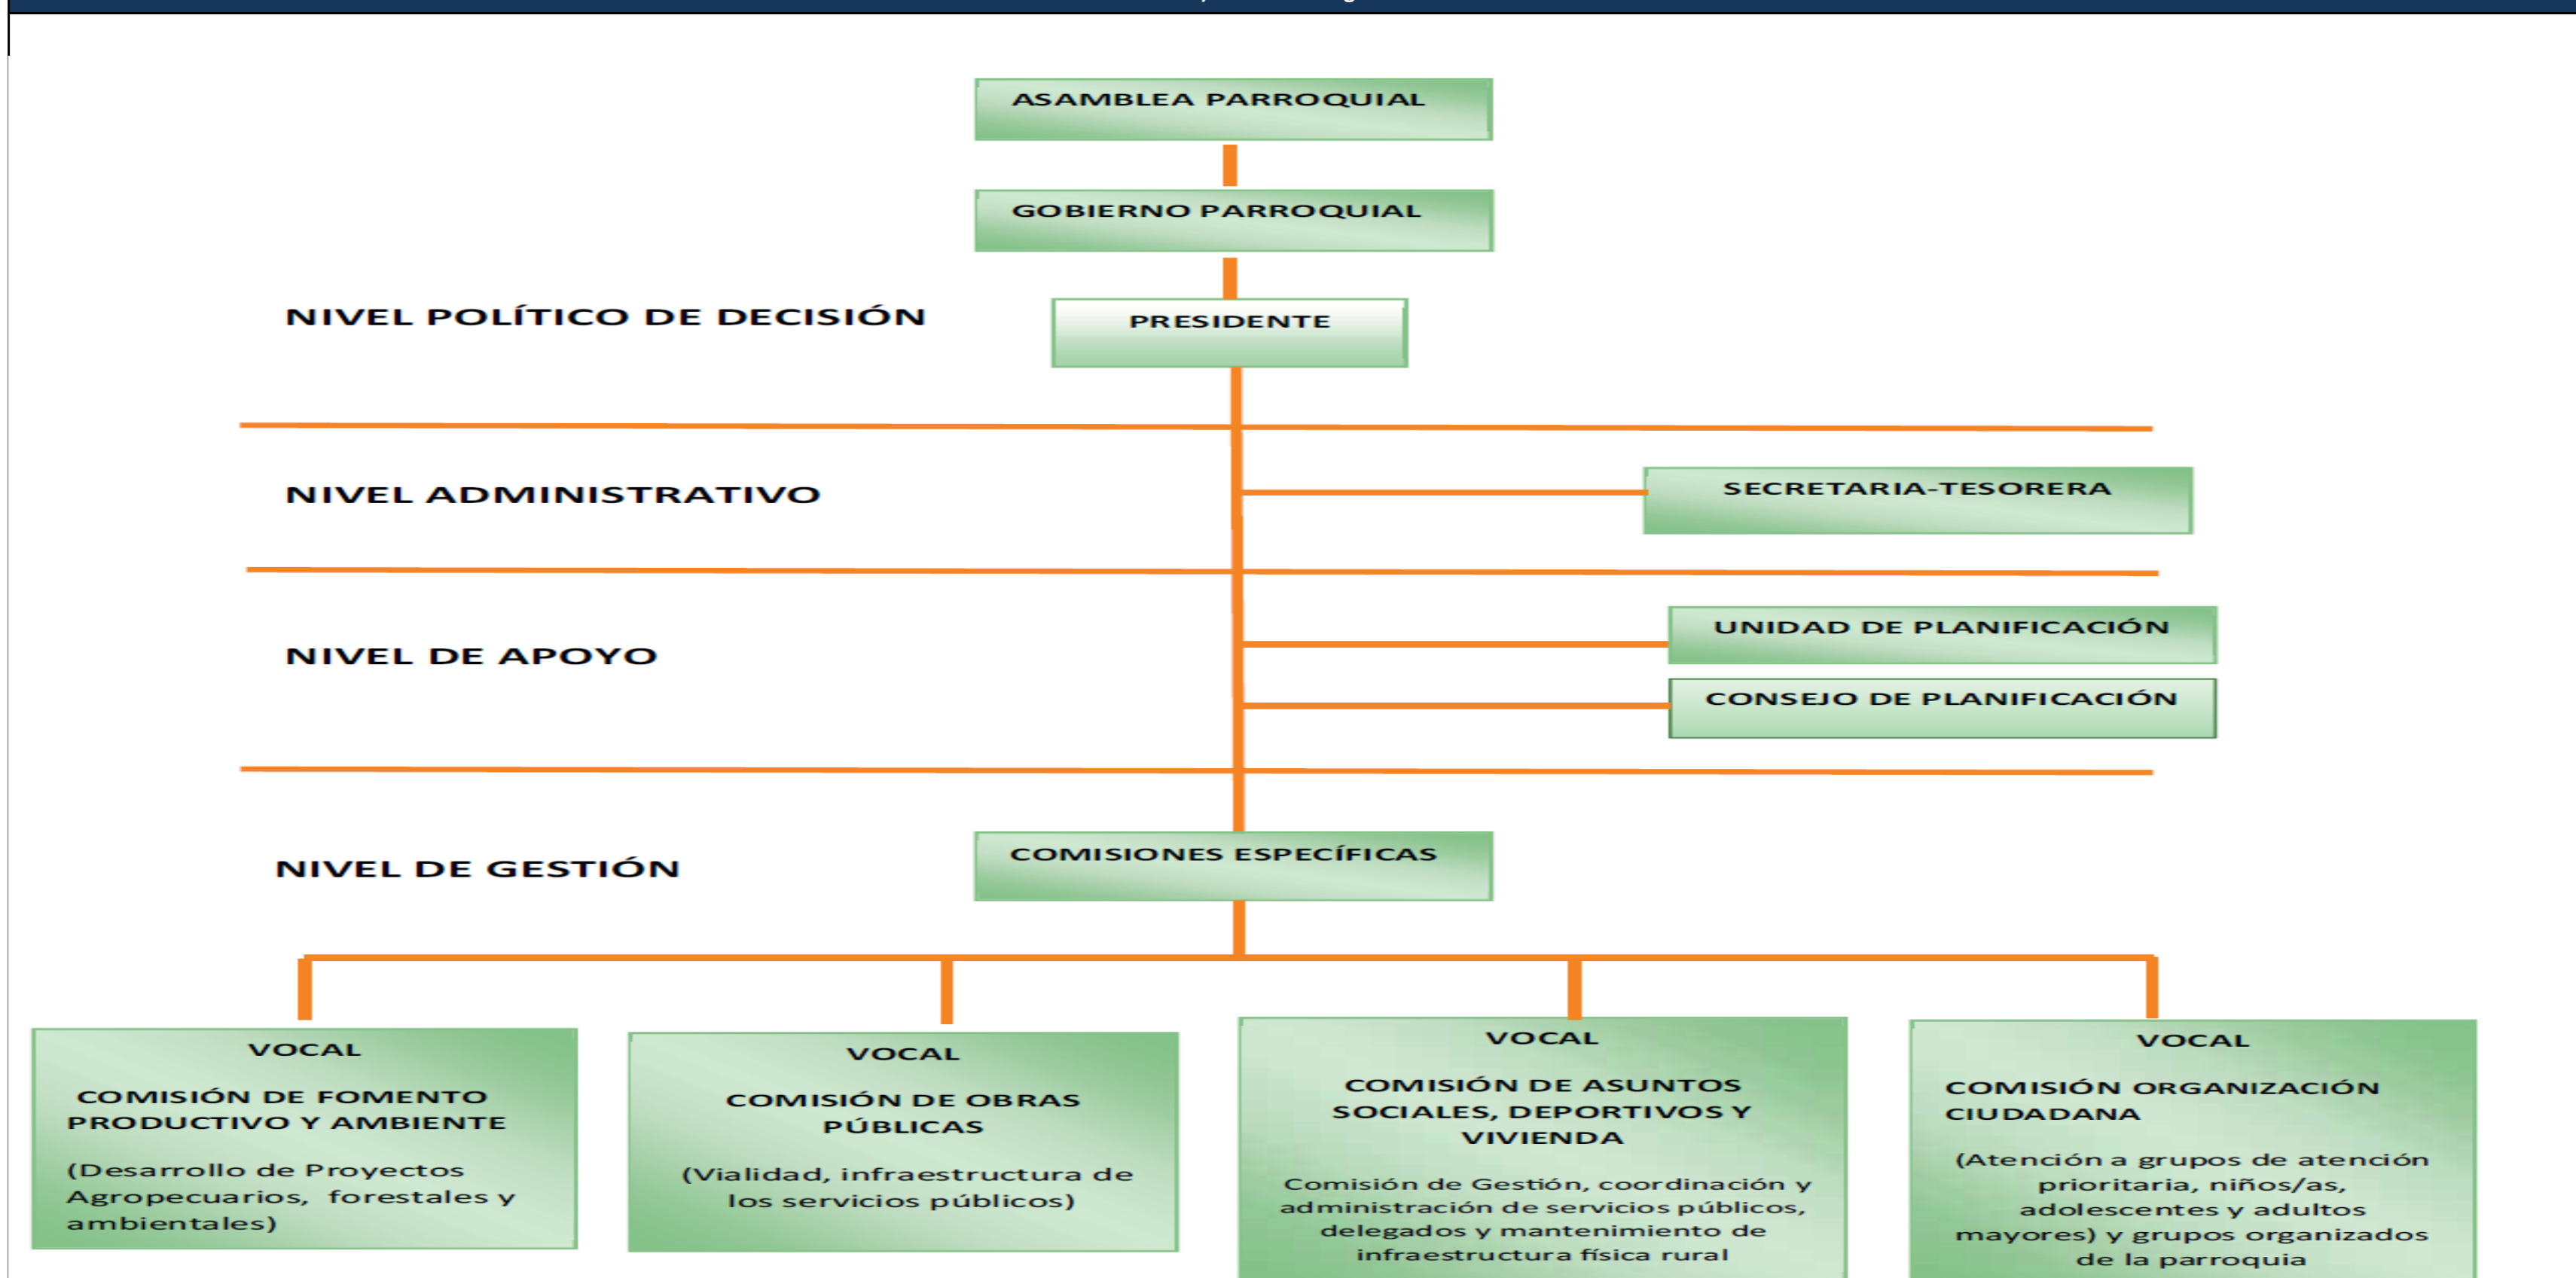 ASAMBLEA PARROQUIAL
GOBIERNO PARROQUIAL
NIVEL POLÍTICO DE DECISIÓN
PRESIDENTE
NIVEL ADMINISTRATIVO
SECRETARIA-TESORERA
NIVEL DE APOYO
UNIDAD DE PLANIFICACIÓN
CONSEJO DE PLANIFICACIÓN
NIVEL DE GESTIÓN
COMISIONES ESPECÍFICAS
VOCAL
COMISIÓN DE FOMENTO
PRODUCTIVO Y AMBIENTE
(Desarrollo de Proyectos
Agropecuarios, forestales y
ambientales)
VOCAL
COMISIÓN DE OBRAS
PÚBLICAS
(Vialidad, infraestructura de
los servicios públicos)
VOCAL
COMISIÓN DE ASUNTOS
SOCIALES, DEPORTIVOS Y
VIVIENDA
Comisión de Gestión, coordinación y
administración de servicios públicos,
delegados y mantenimiento de
infraestructura física rural
VOCAL
COMISIÓN ORGANIZACIÓN
CIUDADANA
(Atención a grupos de atención
prioritaria, niños/as,
adolescentes y adultos
mayores) y grupos organizados
de la parroquia